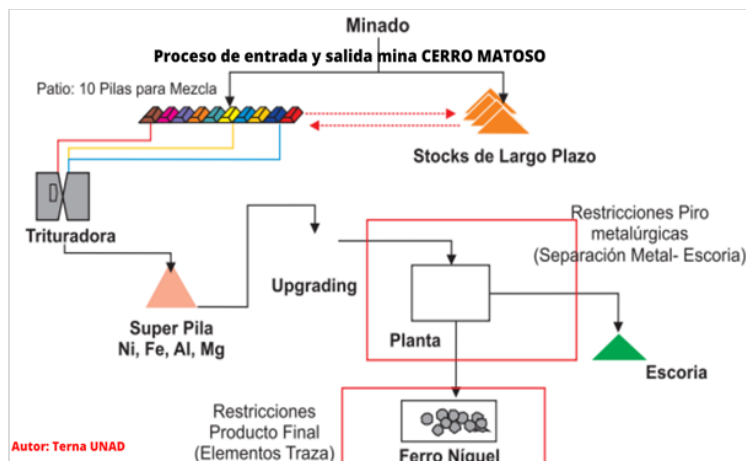 Minado
Proceso de entrada y salida mina CERRO MATOSO
Patio: 10 Pilas para Mezcla
Stocks de Largo Plazo
Trituradora
Restricciones Piro
metalúrgicas
(Separación Metal- Escoria)
Upgrading
Super Pila
Ni, Fe, Al, Mg
Planta
Escoria
Restricciones
Producto Final
(Elementos Traza)
Ferro Níquel
Autor: Terna UNAD